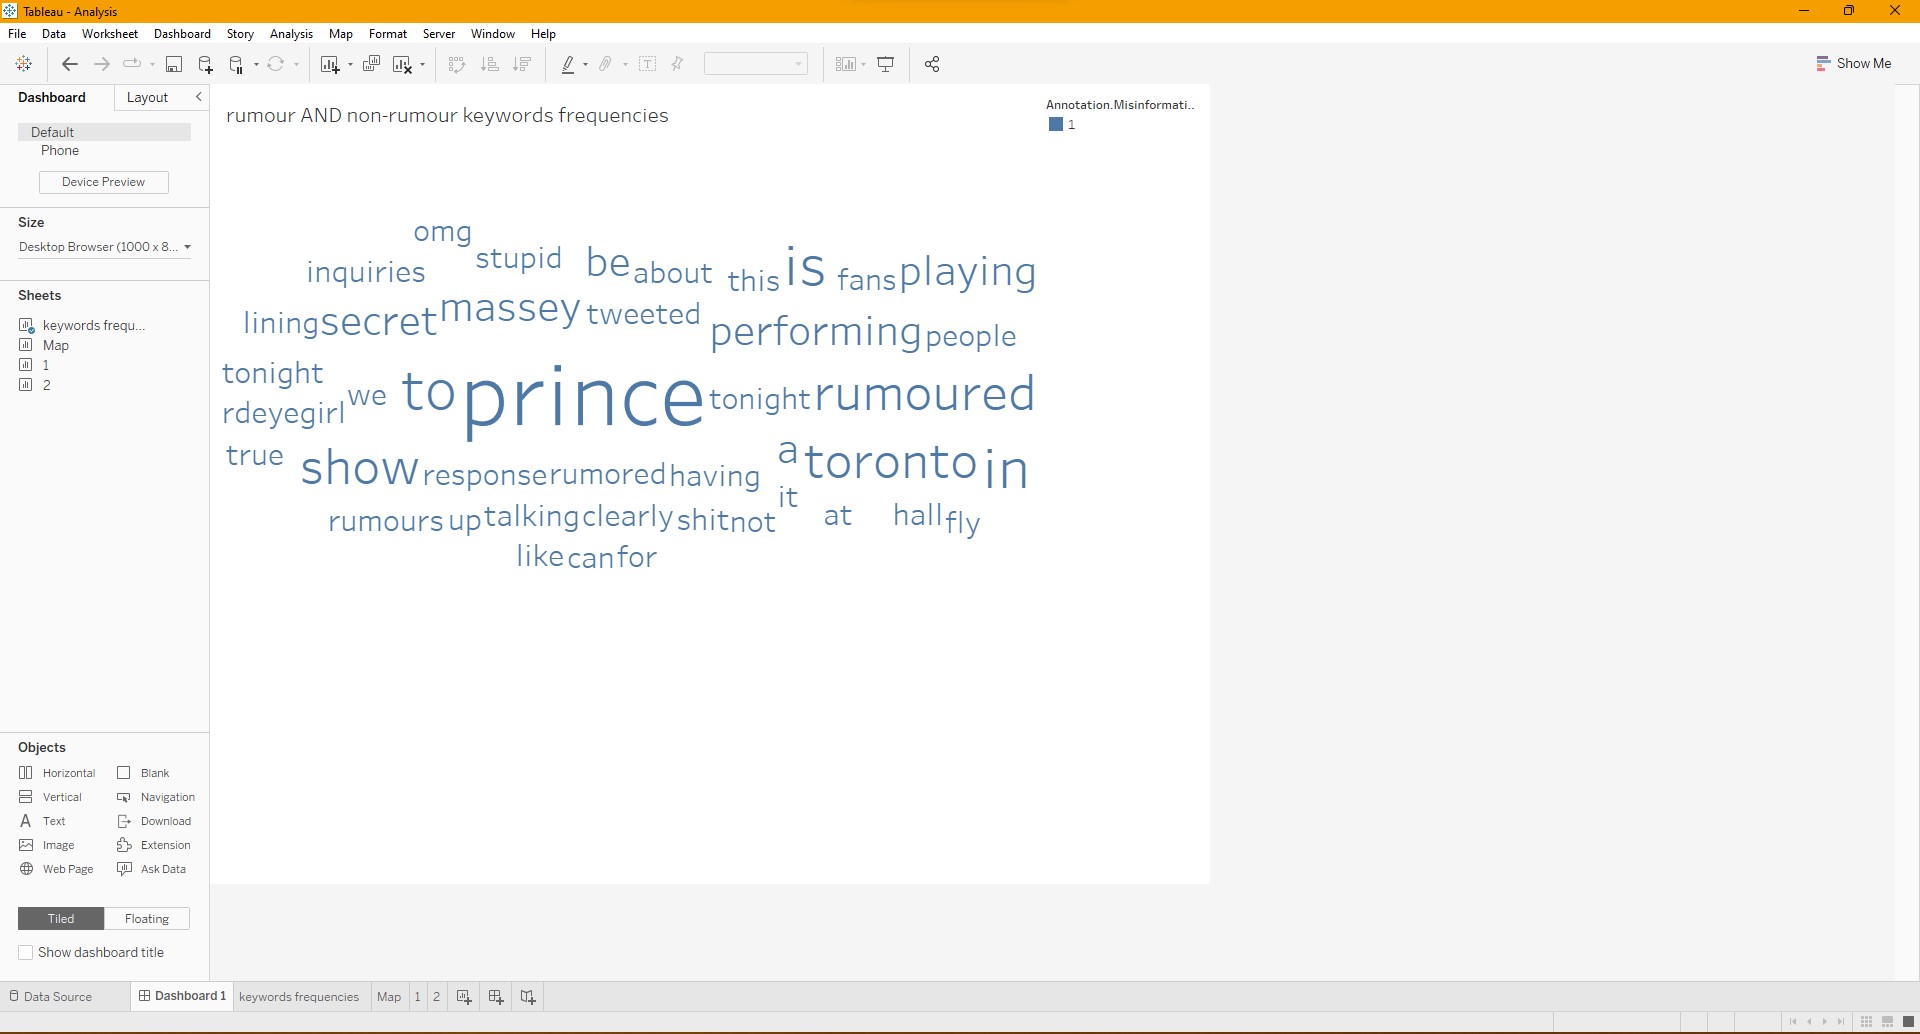 Tableau - Analysis
File Data Worksheet Dashboard Story Analysis Map Format Server Window Help
Show Me
Dashboard Layout
Default
Phone
Device Preview
Size
Desktop Browser (1000 x 8...
Sheets
keywords frequ...
Map
1
2
Objects
Horizontal Blank
Vertical Navigation
Text Download
Image Extension
Web Page Ask Data
Tiled Floating
Show dashboard title
rumour AND non-rumour keywords frequencies
Annotation.Misinformati..
1
omg
inquiries stupid be about this is fans playing
lining secret massey tweeted performing people
tonight
rdeyegirl we to prince tonight rumoured
true show response rumored having a toronto in
it
rumours up talking clearly shit not at hall fly
like can for
Data Source Dashboard 1 keywords frequencies Map 1 2